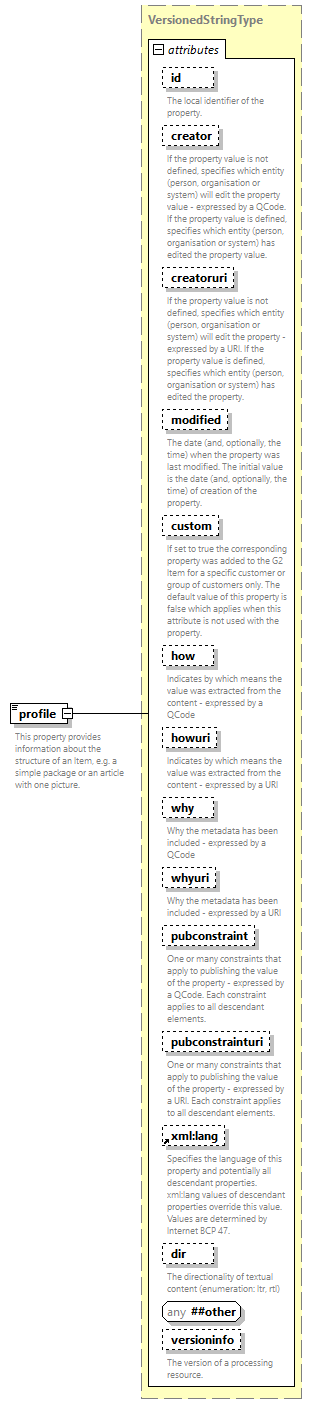 VersionedStringType
attributes
id
The local identifier of the
property.
creator
If the property value is not
defined, specifies which entity
(person, organisation or
system) will edit the property
value - expressed by a QCode.
If the property value is defined,
specifies which entity (person,
organisation or system) has
edited the property value.
creatoruri
If the property value is not
defined, specifies which entity
(person, organisation or
system) will edit the property -
expressed by a URI. If the
property value is defined,
specifies which entity (person,
organisation or system) has
edited the property.
modified
The date (and, optionally, the
time) when the property was
last modified. The initial value
is the date (and, optionally, the
time) of creation of the
property.
custom
If set to true the corresponding
property was added to the G2
Item for a specific customer or
group of customers only. The
default value of this property is
false which applies when this
attribute is not used with the
property.
how
Indicates by which means the
value was extracted from the
content - expressed by a
QCode
profile
This property provides
information about the
structure of an Item, e.g. a
simple package or an article
with one picture.
howuri
Indicates by which means the
value was extracted from the
content - expressed by a URI
why
Why the metadata has been
included - expressed by a
QCode
whyuri
Why the metadata has been
included - expressed by a URI
pubconstraint
One or many constraints that
apply to publishing the value
of the property - expressed by
a QCode. Each constraint
applies to all descendant
elements.
pubconstrainturi
One or many constraints that
apply to publishing the value
of the property - expressed by
a URI. Each constraint applies
to all descendant elements.
xml:lang
Specifies the language of this
property and potentially all
descendant properties.
xml:lang values of descendant
properties override this value.
Values are determined by
Internet BCP 47.
dir
The directionality of textual
content (enumeration: ltr, rtl)
any ##other
versioninfo
The version of a processing
resource.